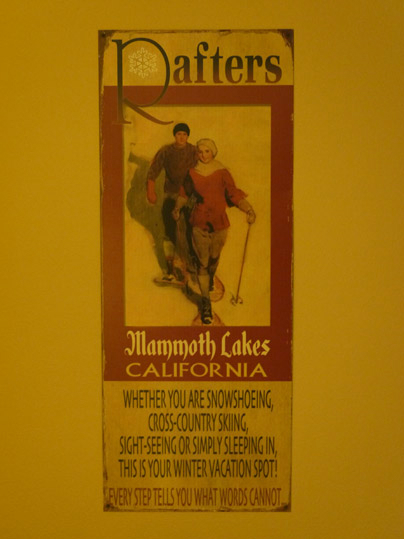 Rafters
Mammoth Lakes
CALIFORNIA
WHETHER YOU ARE SNOWSHOEING,
CROSS-COUNTRY SKIING,
SIGHT-SEEING OR SIMPLY SLEEPING IN,
THIS IS YOUR WINTER VACATION SPOT!
EVERY STEP TELLS YOU WHAT WORDS CANNOT...